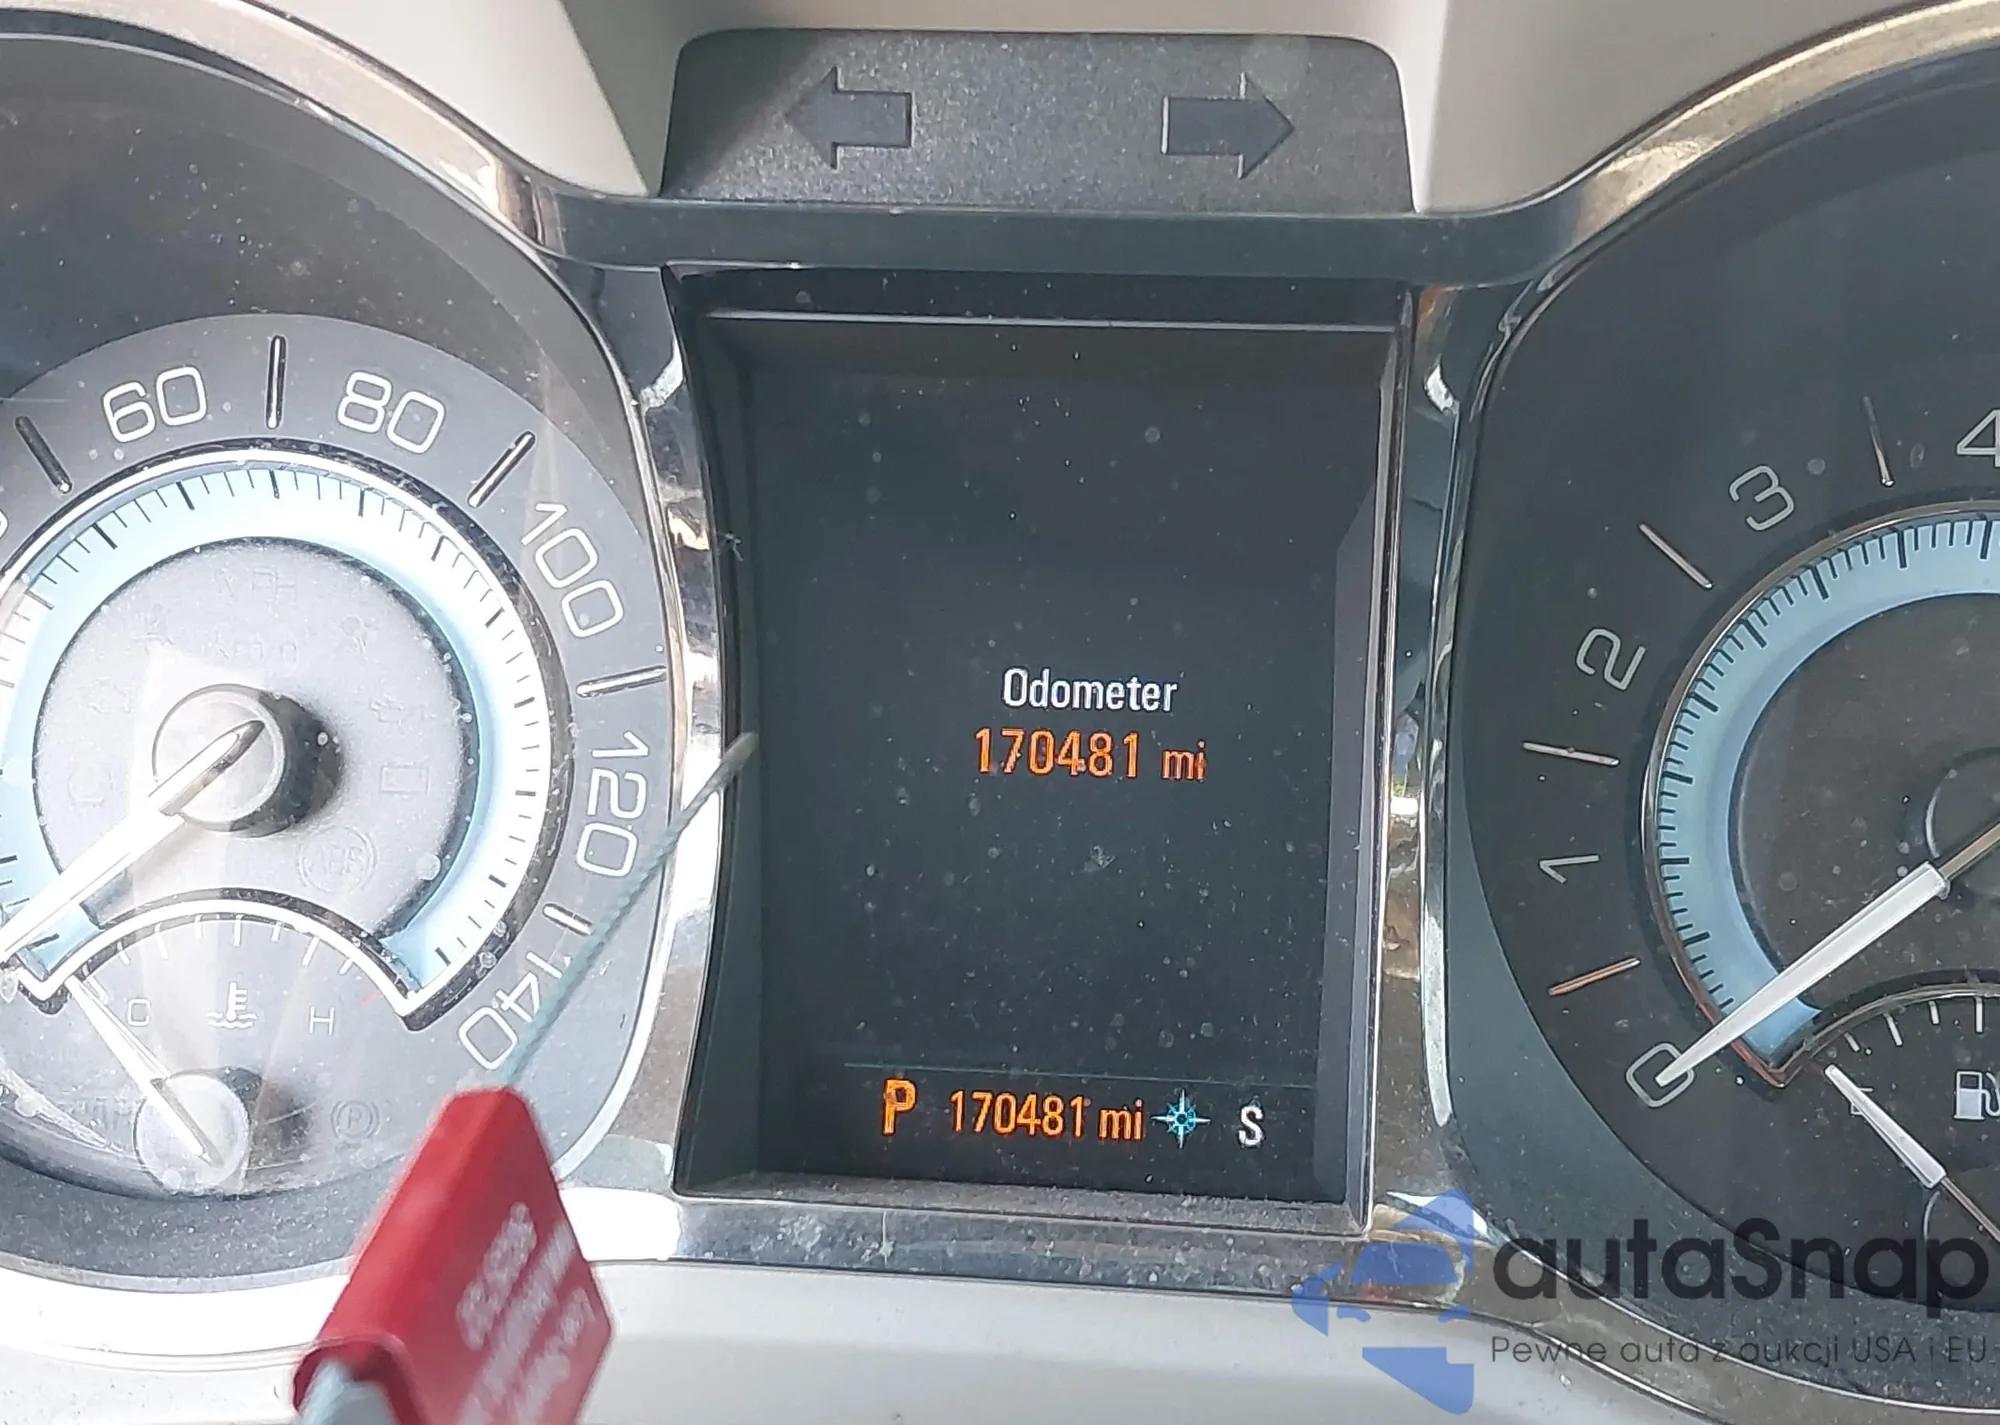 60
80
100
120
140
H
Odometer
170481 mi
P 170481 mi S
4
3
2
1
0
E
autaSnap
Pewne auta z aukcji USA i EU